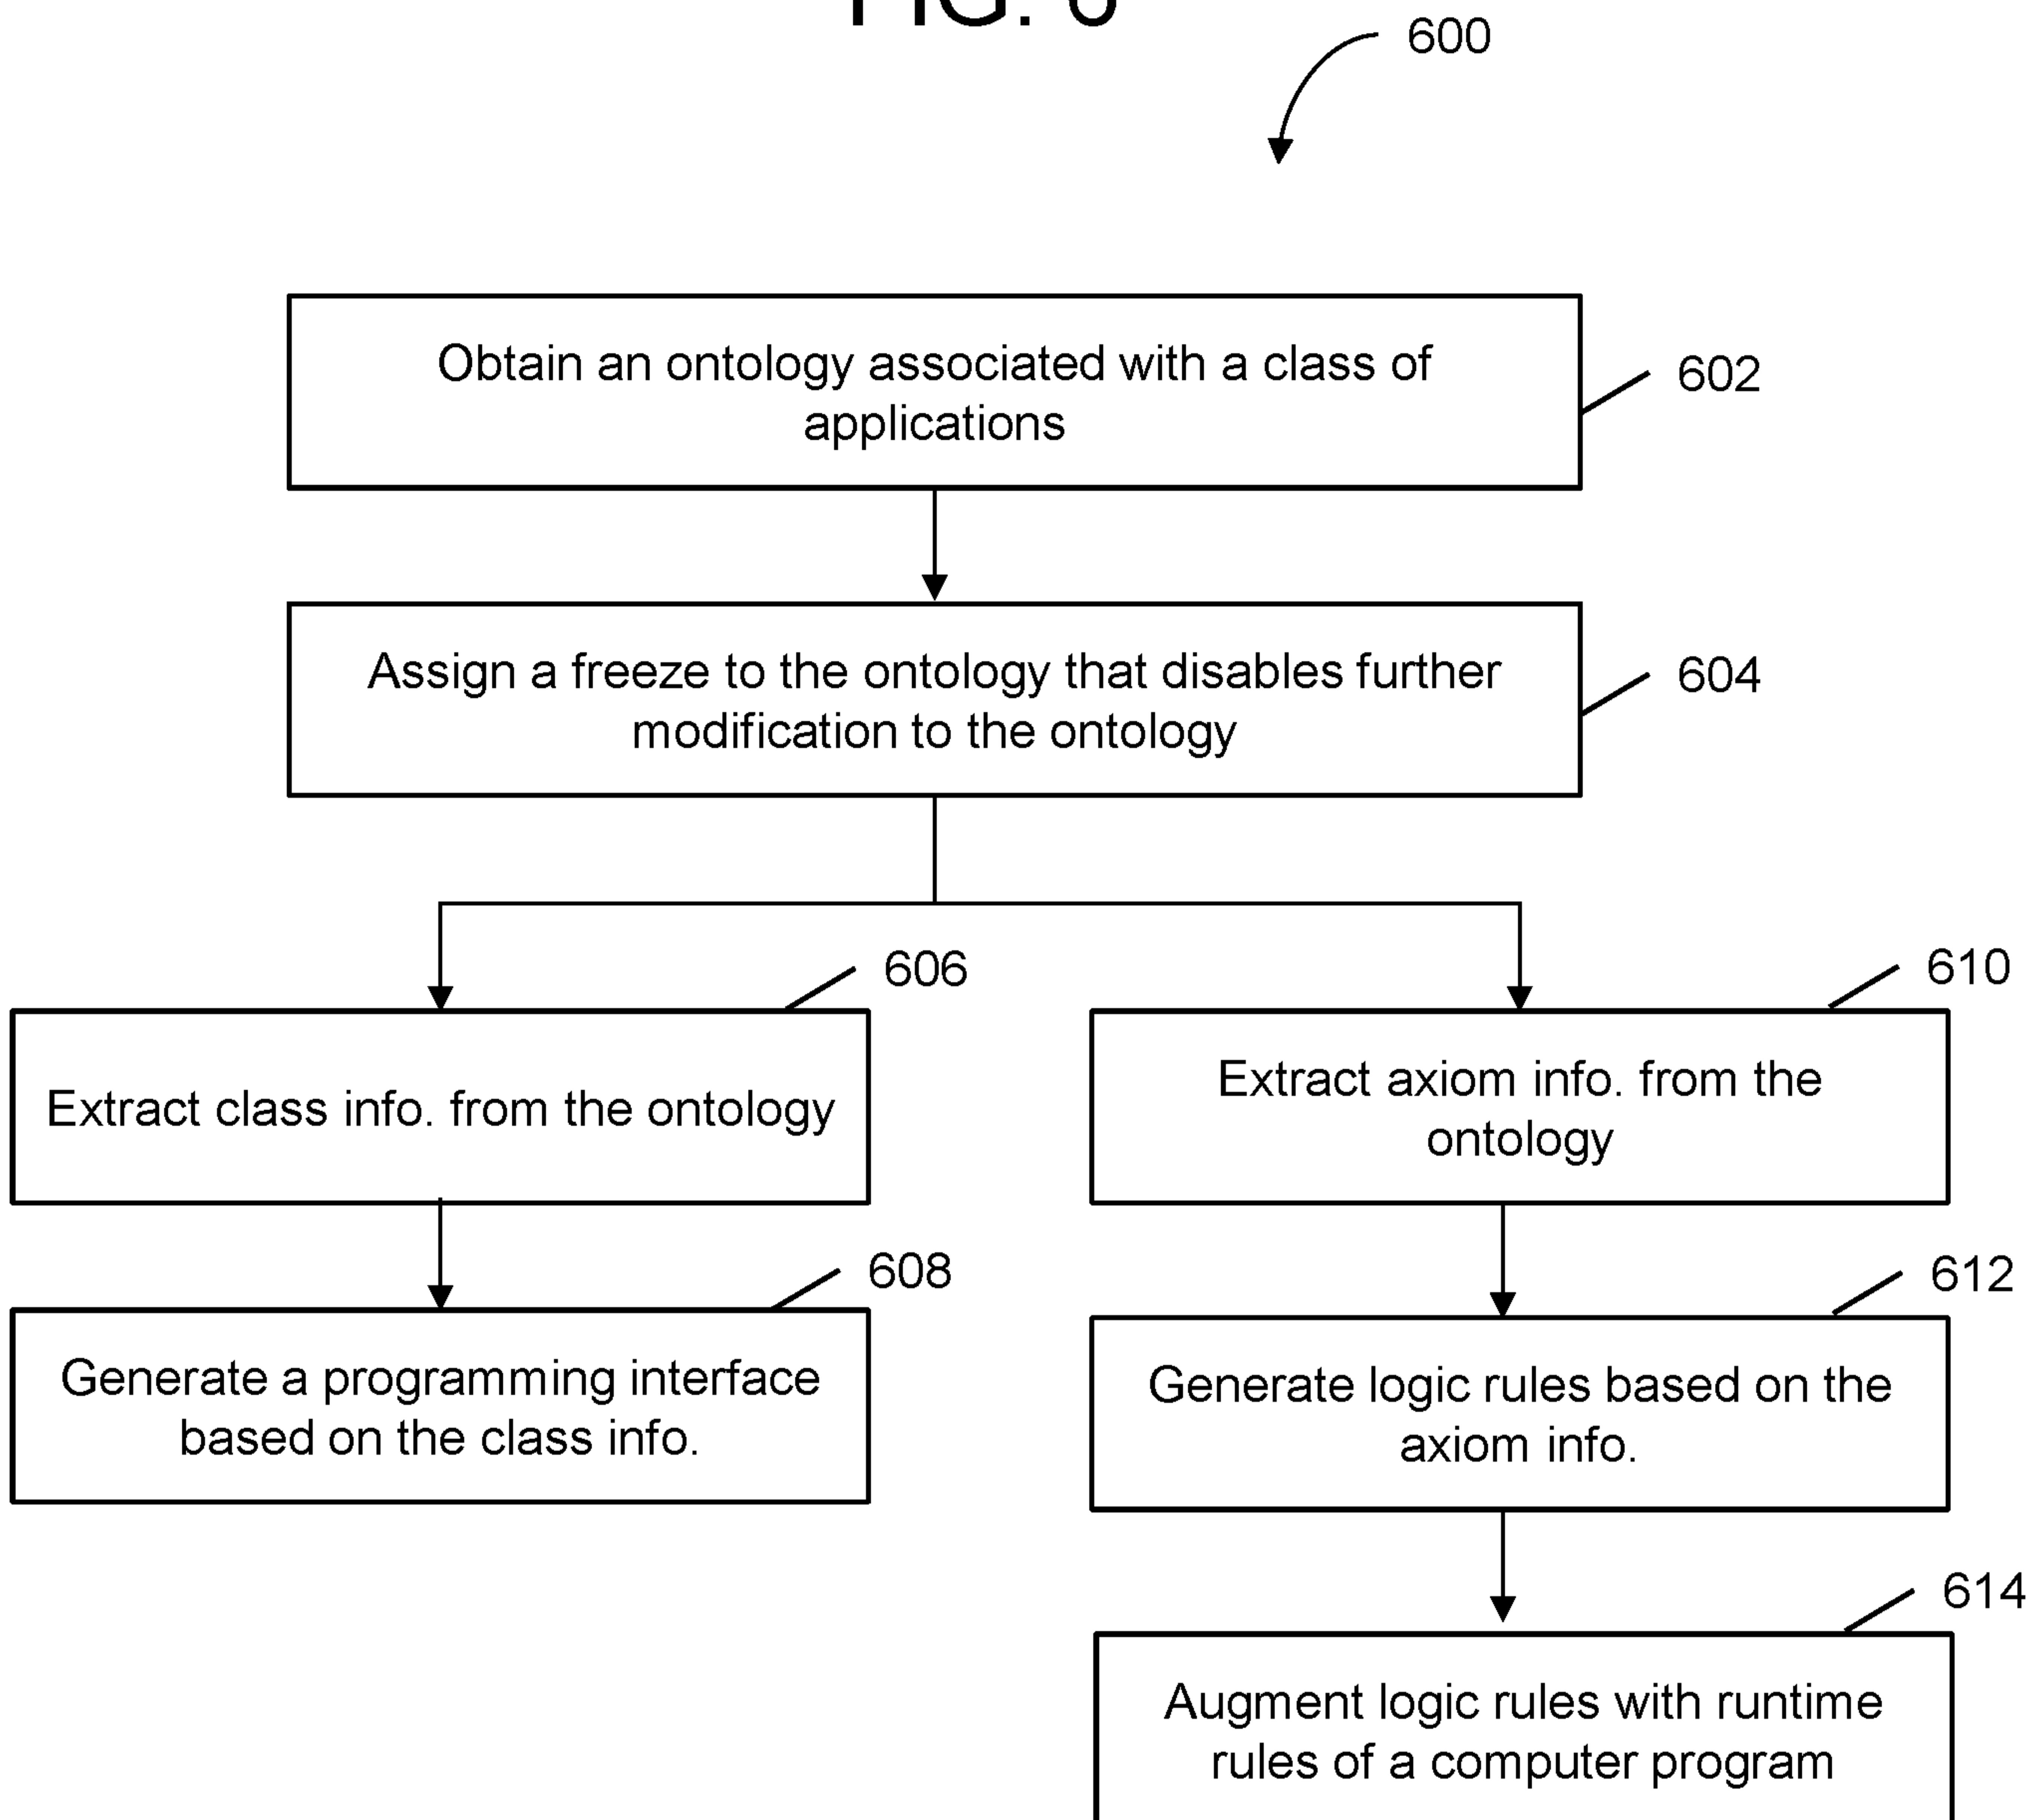 FIG. 6
600
Obtain an ontology associated with a class of
applications
602
Assign a freeze to the ontology that disables further
modification to the ontology
604
606
Extract class info. from the ontology
608
Generate a programming interface
based on the class info.
610
Extract axiom info. from the
ontology
612
Generate logic rules based on the
axiom info.
614
Augment logic rules with runtime
rules of a computer program